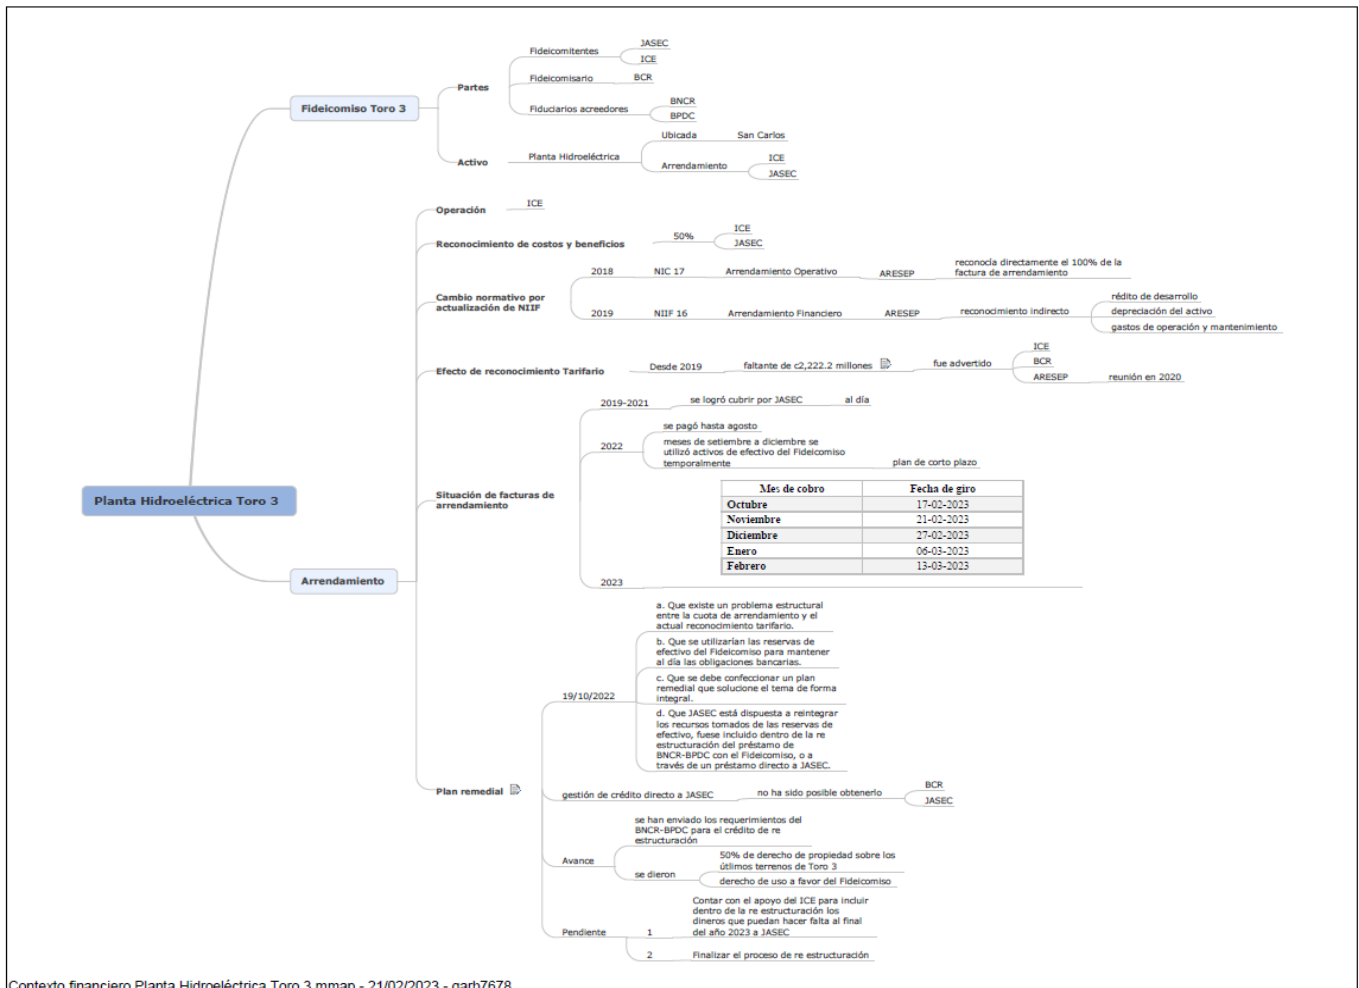 Planta Hidroeléctrica Toro 3
Fideicomiso Toro 3
Partes
Fideicomitentes
JASEC
ICE
Fideicomisario
BCR
Fiduciarios acreedores
BNCR
BPDC
Activo
Planta Hidroeléctrica
Ubicada
San Carlos
Arrendamiento
ICE
JASEC
Arrendamiento
Operación
ICE
Reconocimiento de costos y beneficios
50%
ICE
JASEC
Cambio normativo por
actualización de NIIF
2018
NIC 17
Arrendamiento Operativo
ARESEP
reconocía directamente el 100% de la
factura de arrendamiento
2019
NIIF 16
Arrendamiento Financiero
ARESEP
reconocimiento indirecto
rédito de desarrollo
depreciación del activo
gastos de operación y mantenimiento
Efecto de reconocimiento Tarifario
Desde 2019
faltante de c2,222.2 millones
fue advertido
ICE
BCR
ARESEP
reunión en 2020
Situación de facturas de
arrendamiento
2019-2021
se logró cubrir por JASEC
al día
2022
se pagó hasta agosto
meses de setiembre a diciembre se
utilizó activos de efectivo del Fideicomiso
temporalmente
plan de corto plazo
2023
Mes de cobro Fecha de giro
Octubre 17-02-2023
Noviembre 21-02-2023
Diciembre 27-02-2023
Enero 06-03-2023
Febrero 13-03-2023
Plan remedial
19/10/2022
a. Que existe un problema estructural
entre la cuota de arrendamiento y el
actual reconocimiento tarifario.
b. Que se utilizarían las reservas de
efectivo del Fideicomiso para mantener
al día las obligaciones bancarias.
c. Que se debe confeccionar un plan
remedial que solucione el tema de forma
integral.
d. Que JASEC está dispuesta a reintegrar
los recursos tomados de las reservas de
efectivo, fuese incluido dentro de la re
estructuración del préstamo de
BNCR-BPDC con el Fideicomiso, o a
través de un préstamo directo a JASEC.
gestión de crédito directo a JASEC
no ha sido posible obtenerlo
BCR
JASEC
Avance
se han enviado los requerimientos del
BNCR-BPDC para el crédito de re
estructuración
se dieron
50% de derecho de propiedad sobre los
útlimos terrenos de Toro 3
derecho de uso a favor del Fideicomiso
Pendiente
1
Contar con el apoyo del ICE para incluir
dentro de la re estructuración los
dineros que puedan hacer falta al final
del año 2023 a JASEC
2
Finalizar el proceso de re estructuración
Contexto financiero Planta Hidroeléctrica Toro 3.mmap - 21/02/2023 - garb7678